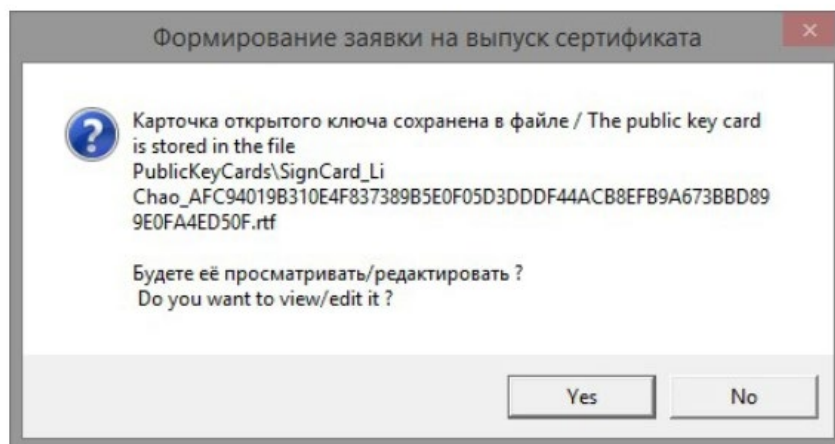 Формирование заявки на выпуск сертификата
Карточка открытого ключа сохранена в файле / The public key card
is stored in the file
PublicKeyCards\SignCard_Li
Chao_AFC94019B310E4F837389B5E0F05D3DDDF44ACB8EFB9A673BBD89
9E0FA4ED50F.rtf
Будете её просматривать/редактировать ?
Do you want to view/edit it ?
Yes
No